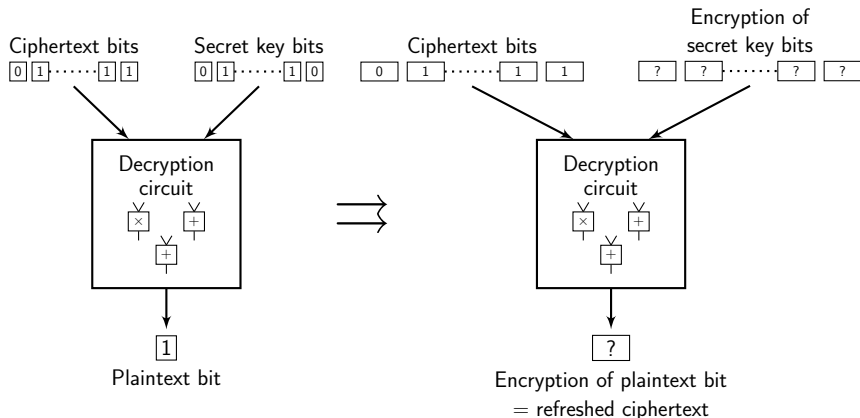 Ciphertext bits
Secret key bits
Ciphertext bits
Encryption of
secret key bits
0 1 ······· 1 1
0 1 ······· 1 0
0 1 ······· 1 1
? ? ······· ? ?
Decryption
circuit
× +
+
Decryption
circuit
× +
+
1
?
Plaintext bit
Encryption of plaintext bit
= refreshed ciphertext